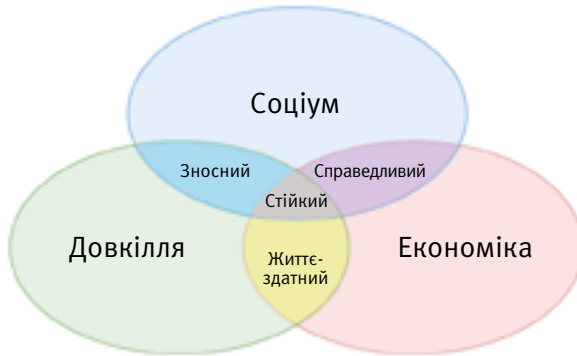 Соціум
Зносний
Справедливий
Стійкий
Довкілля
Життє-
здатний
Економіка